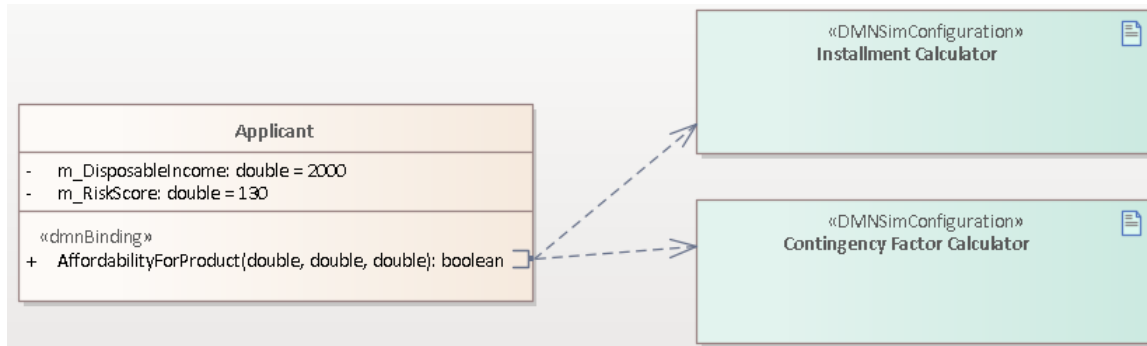 «DMNSimConfiguration»
Installment Calculator
Applicant
- m_DisposableIncome: double = 2000
- m_RiskScore: double = 130
«dmnBinding»
+ AffordabilityForProduct(double, double, double): boolean
«DMNSimConfiguration»
Contingency Factor Calculator